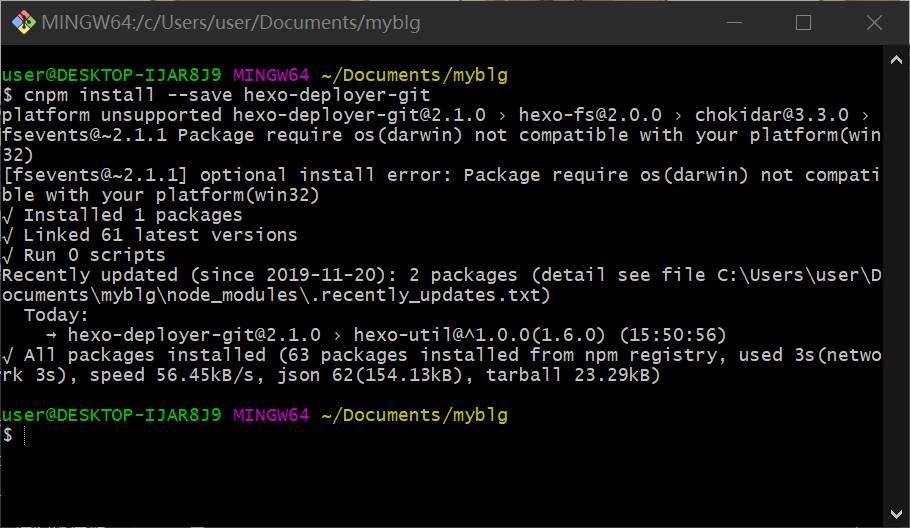 MINGW64:/c/Users/user/Documents/myblg
user@DESKTOP-IJAR8J9 MINGW64 ~/Documents/myblg
$ cnpm install --save hexo-deployer-git
platform unsupported hexo-deployer-git@2.1.0 › hexo-fs@2.0.0 › chokidar@3.3.0 ›
fsevents@~2.1.1 Package require os(darwin) not compatible with your platform(win
32)
[fsevents@~2.1.1] optional install error: Package require os(darwin) not compati
ble with your platform(win32)
√ Installed 1 packages
√ Linked 61 latest versions
√ Run 0 scripts
Recently updated (since 2019-11-20): 2 packages (detail see file C:\Users\user\D
ocuments\myblg\node_modules\.recently_updates.txt)
  Today:
    → hexo-deployer-git@2.1.0 › hexo-util@^1.0.0(1.6.0) (15:50:56)
√ All packages installed (63 packages installed from npm registry, used 3s(netwo
rk 3s), speed 56.45kB/s, json 62(154.13kB), tarball 23.29kB)
user@DESKTOP-IJAR8J9 MINGW64 ~/Documents/myblg
$